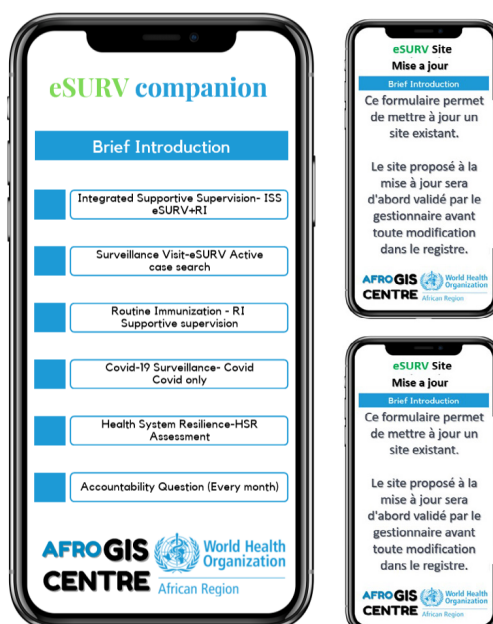 eSURV companion
Brief Introduction
Integrated Supportive Supervision- ISS
eSURV+RI
Surveillance Visit-eSURV Active
case search
Routine Immunization - RI
Supportive supervision
Covid-19 Surveillance- Covid
Covid only
Health System Resilience-HSR
Assessment
Accountability Question (Every month)
AFRO GIS
CENTRE
World Health
Organization
African Region
eSURV Site
Mise a jour
Brief Introduction
Ce formulaire permet
de mettre à jour un
site existant.
Le site proposé à la
mise à jour sera
d'abord validé par le
gestionnaire avant
toute modification
dans le registre.
AFRO GIS
CENTRE
World Health
Organization
African Region
eSURV Site
Mise a jour
Brief Introduction
Ce formulaire permet
de mettre à jour un
site existant.
Le site proposé à la
mise à jour sera
d'abord validé par le
gestionnaire avant
toute modification
dans le registre.
AFRO GIS
CENTRE
World Health
Organization
African Region